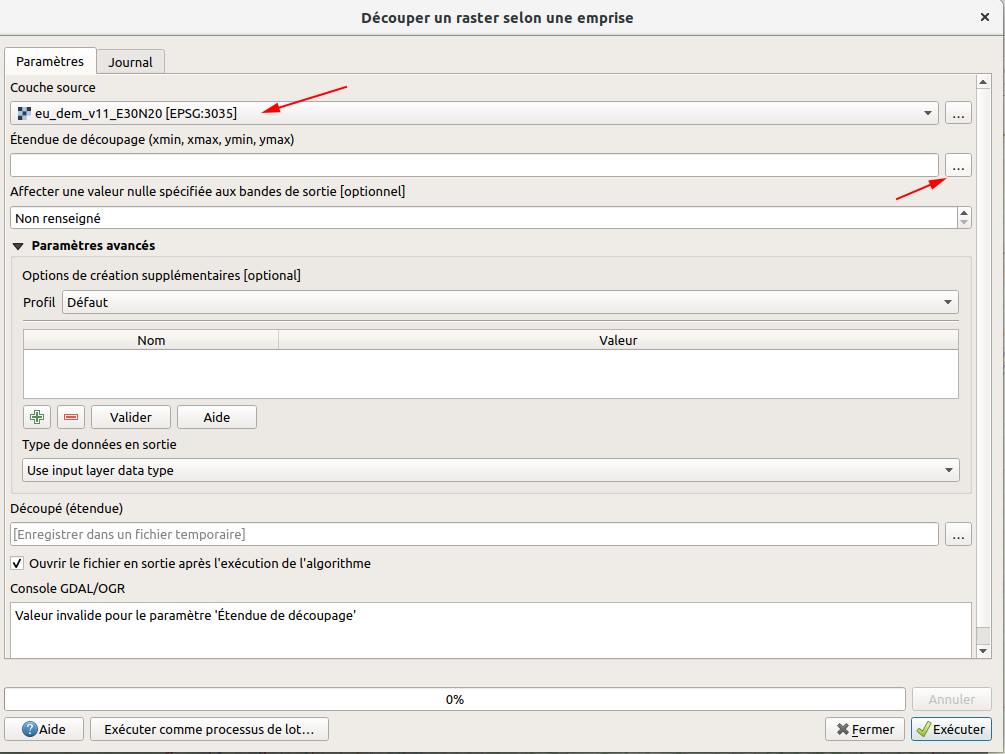 Découper un raster selon une emprise
Paramètres
Journal
Couche source
eu_dem_v11_E30N20 [EPSG:3035]
...
Étendue de découpage (xmin, xmax, ymin, ymax)
...
Affecter une valeur nulle spécifiée aux bandes de sortie [optionnel]
Non renseigné
Paramètres avancés
Options de création supplémentaires [optional]
Profil Défaut
Nom Valeur
Valider Aide
Type de données en sortie
Use input layer data type
Découpé (étendue)
[Enregistrer dans un fichier temporaire]
...
Ouvrir le fichier en sortie après l'exécution de l'algorithme
Console GDAL/OGR
Valeur invalide pour le paramètre 'Étendue de découpage'
0%
Annuler
Aide Exécuter comme processus de lot... Fermer Exécuter